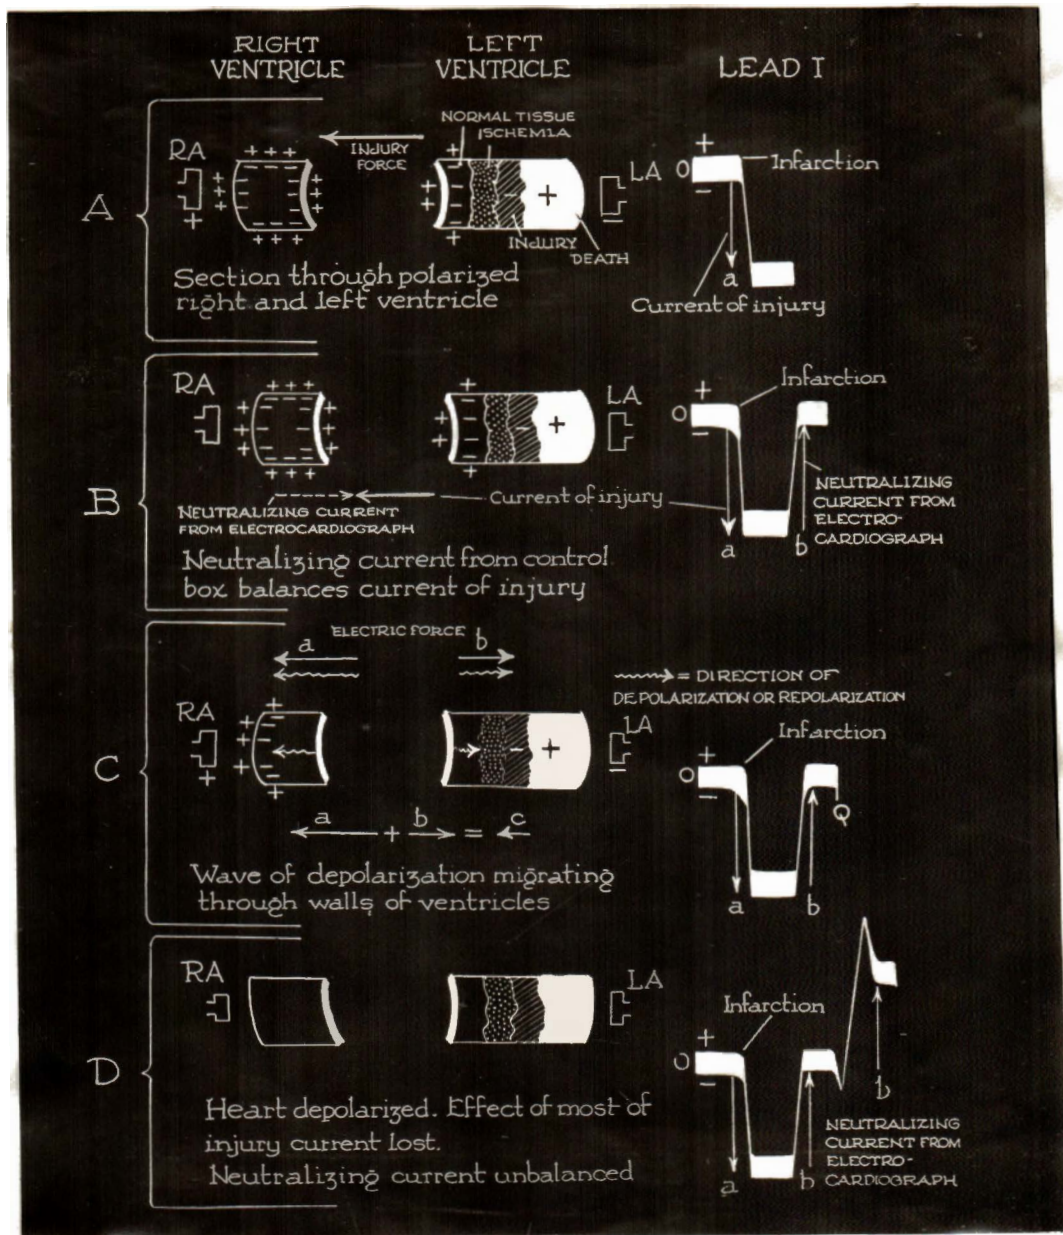 RIGHT
VENTRICLE
LEFT
VENTRICLE
LEAD I
A
RA
+ + +
INJURY
FORCE
NORMAL TISSUE
ISCHEMIA
INJURY
DEATH
LA
+
O
−
Infarction
a
Current of injury
Section through polarized
right and left ventricle
B
RA
LA
+
O
−
Infarction
NEUTRALIZING CURRENT
FROM ELECTROCARDIOGRAPH
Current of injury
a
b
NEUTRALIZING
CURRENT FROM
ELECTRO-
CARDIOGRAPH
Neutralizing current from control
box balances current of injury
C
ELECTRIC FORCE
a
b
= DIRECTION OF
DEPOLARIZATION OR REPOLARIZATION
RA
LA
+
O
−
Infarction
Q
a
b
a + b = c
Wave of depolarization migrating
through walls of ventricles
D
RA
LA
+
O
−
Infarction
a
b
b
NEUTRALIZING
CURRENT FROM
ELECTRO-
CARDIOGRAPH
Heart depolarized. Effect of most of
injury current lost.
Neutralizing current unbalanced